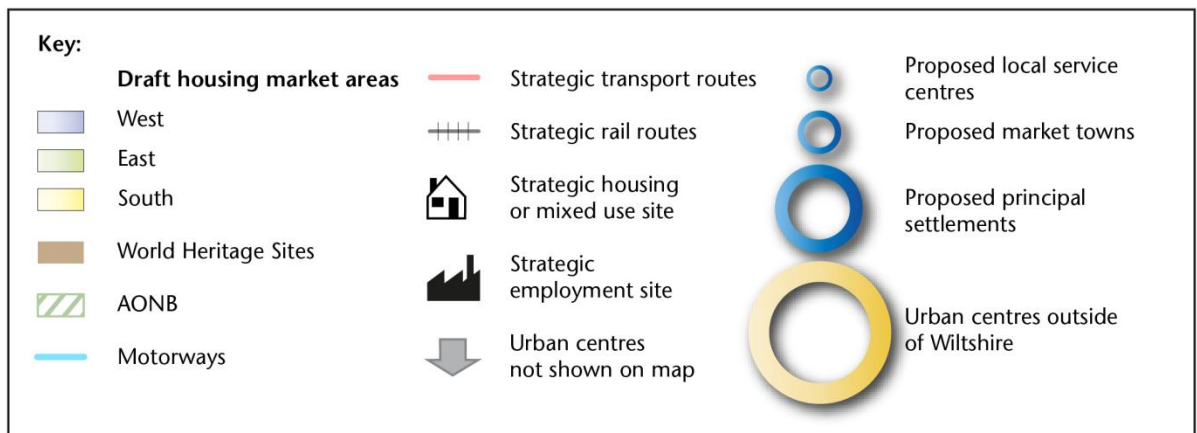 Key:
Draft housing market areas
West
East
South
World Heritage Sites
AONB
Motorways
Strategic transport routes
Strategic rail routes
Strategic housing
or mixed use site
Strategic
employment site
Urban centres
not shown on map
Proposed local service
centres
Proposed market towns
Proposed principal
settlements
Urban centres outside
of Wiltshire